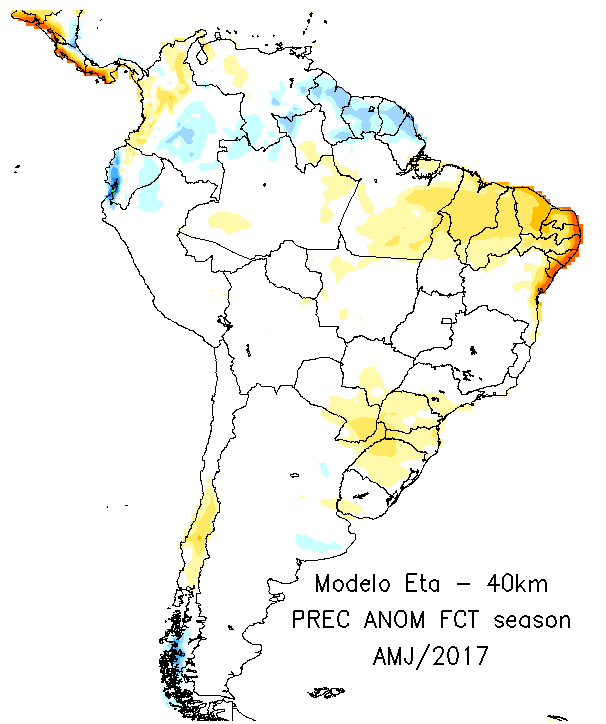 Modelo Eta - 40km
PREC ANOM FCT season
AMJ/2017